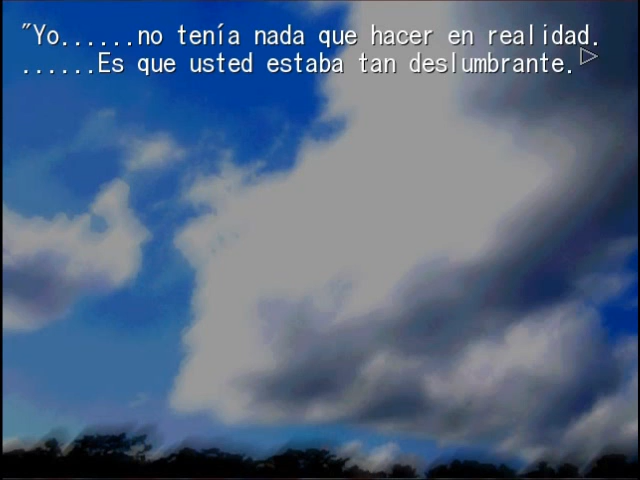 "Yo......no tenía nada que hacer en realidad.
......Es que usted estaba tan deslumbrante.